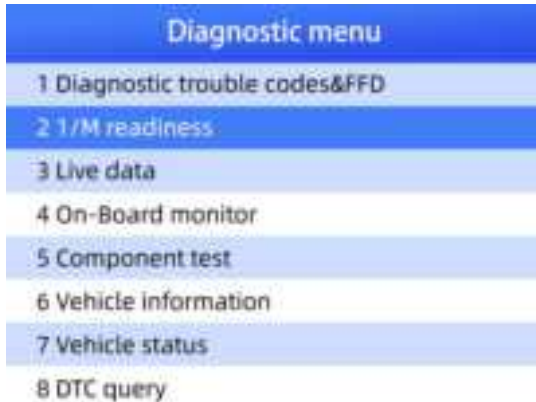 Diagnostic menu
1 Diagnostic trouble codes&FFD
2 1/M readiness
3 Live data
4 On-Board monitor
5 Component test
6 Vehicle information
7 Vehicle status
8 DTC query